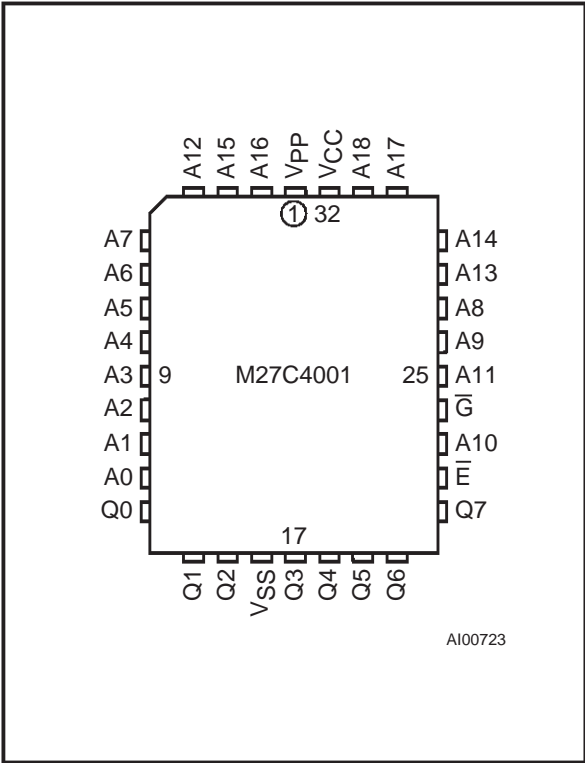 A12 A15 A16 VPP VCC A18 A17
1 32
A7 A14
A6 A13
A5 A8
A4 A9
A3 9 M27C4001 25 A11
A2 G̅
A1 A10
A0 E̅
Q0 Q7
17
Q1 Q2 VSS Q3 Q4 Q5 Q6
AI00723